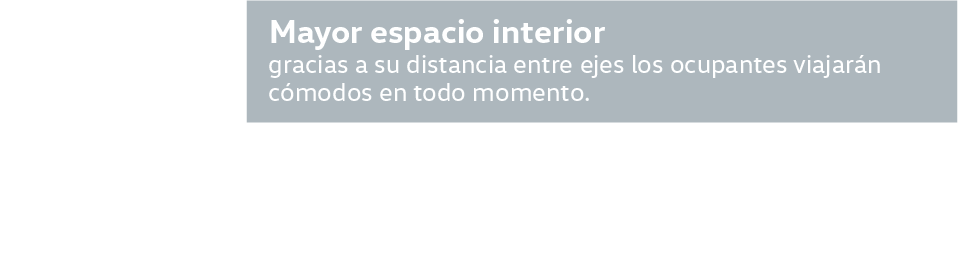 Mayor espacio interior
gracias a su distancia entre ejes los ocupantes viajarán
cómodos en todo momento.